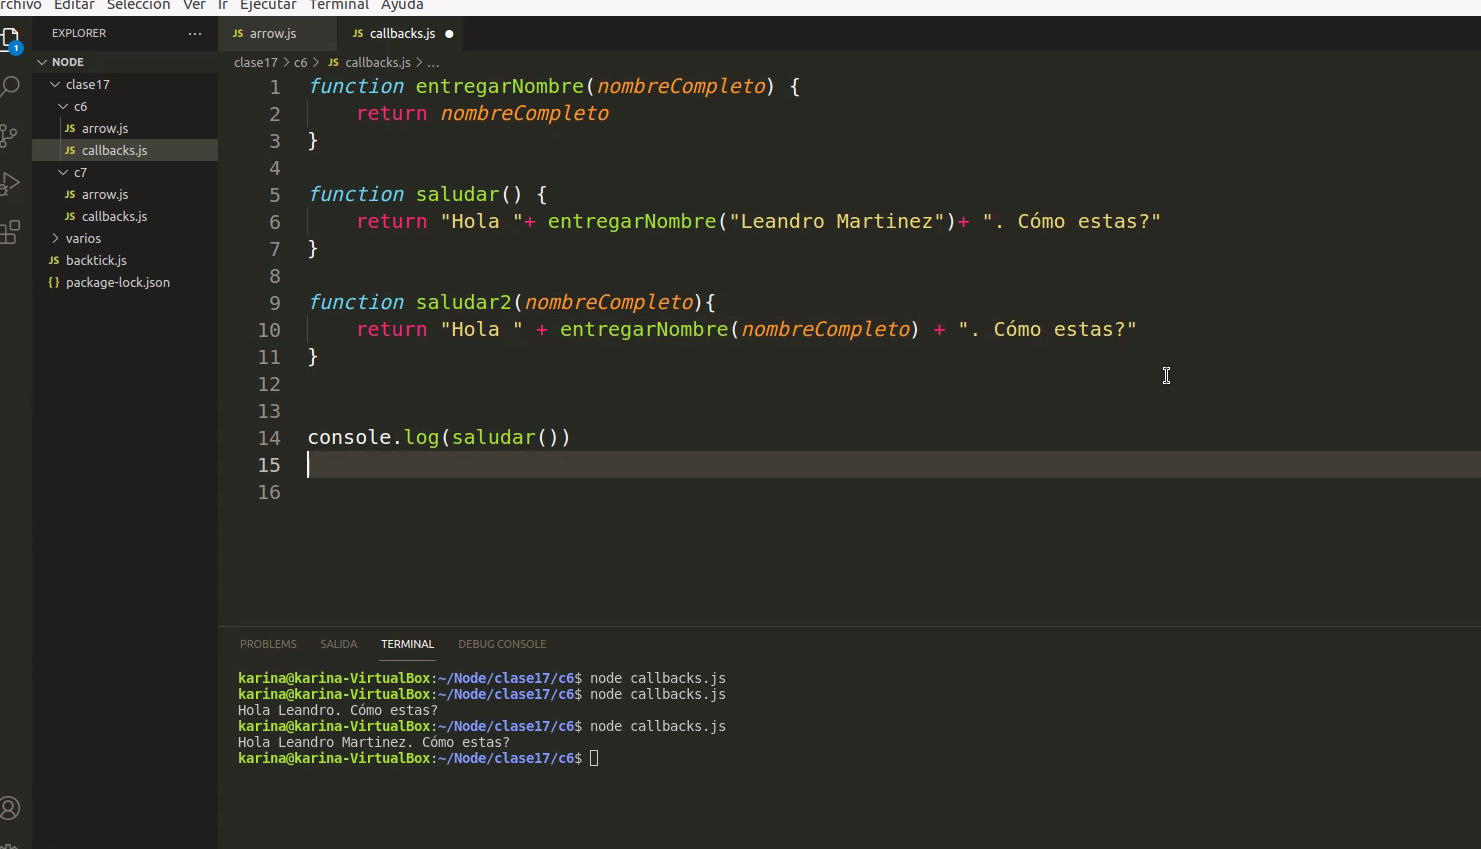 rchivo Editar Selección Ver Ir Ejecutar Terminal Ayuda
EXPLORER ···
JS arrow.js JS callbacks.js
NODE
clase17 > c6 > JS callbacks.js > ...
clase17
c6
JS arrow.js
JS callbacks.js
c7
JS arrow.js
JS callbacks.js
varios
JS backtick.js
{} package-lock.json
1
1 function entregarNombre(nombreCompleto) {
2 return nombreCompleto
3 }
4
5 function saludar() {
6 return "Hola "+ entregarNombre("Leandro Martinez")+ ". Cómo estas?"
7 }
8
9 function saludar2(nombreCompleto){
10 return "Hola " + entregarNombre(nombreCompleto) + ". Cómo estas?"
11 }
12
13
14 console.log(saludar())
15
16
PROBLEMS SALIDA TERMINAL DEBUG CONSOLE
karina@karina-VirtualBox:~/Node/clase17/c6$ node callbacks.js
karina@karina-VirtualBox:~/Node/clase17/c6$ node callbacks.js
Hola Leandro. Cómo estas?
karina@karina-VirtualBox:~/Node/clase17/c6$ node callbacks.js
Hola Leandro Martinez. Cómo estas?
karina@karina-VirtualBox:~/Node/clase17/c6$